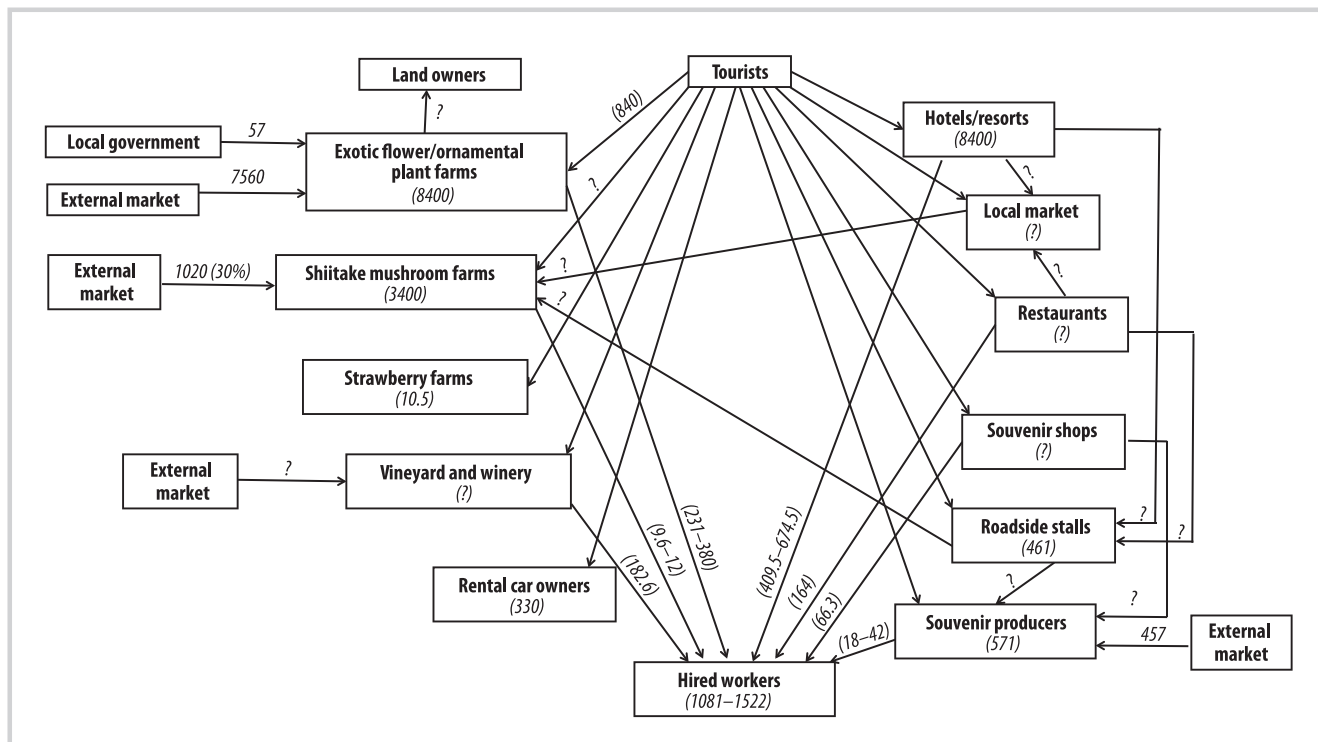 Land owners
Tourists
?
(840)
Local government
57
Exotic flower/ornamental
plant farms
(8400)
External market
7560
Hotels/resorts
(8400)
?
?
Local market
(?)
External
market
1020 (30%)
Shiitake mushroom farms
(3400)
?
?
?
Restaurants
(?)
Strawberry farms
(10.5)
Souvenir shops
(?)
External
market
?
Vineyard and winery
(?)
(182.6)
(9.6–12)
(231–380)
(409.5–674.5)
(164)
(66.3)
Roadside stalls
(461)
?
?
Rental car owners
(330)
?
?
Souvenir producers
(571)
457
External
market
(18–42)
Hired workers
(1081–1522)